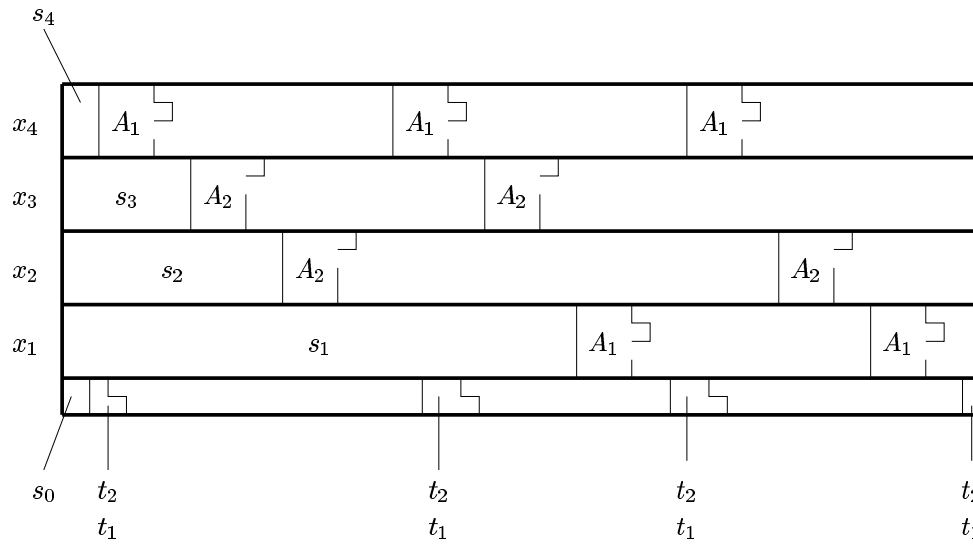 s₄
x₄ A₁ A₁ A₁
x₃ s₃ A₂ A₂
x₂ s₂ A₂ A₂
x₁ s₁ A₁ A₁
s₀ t₂ t₂ t₂
t₁ t₁ t₁